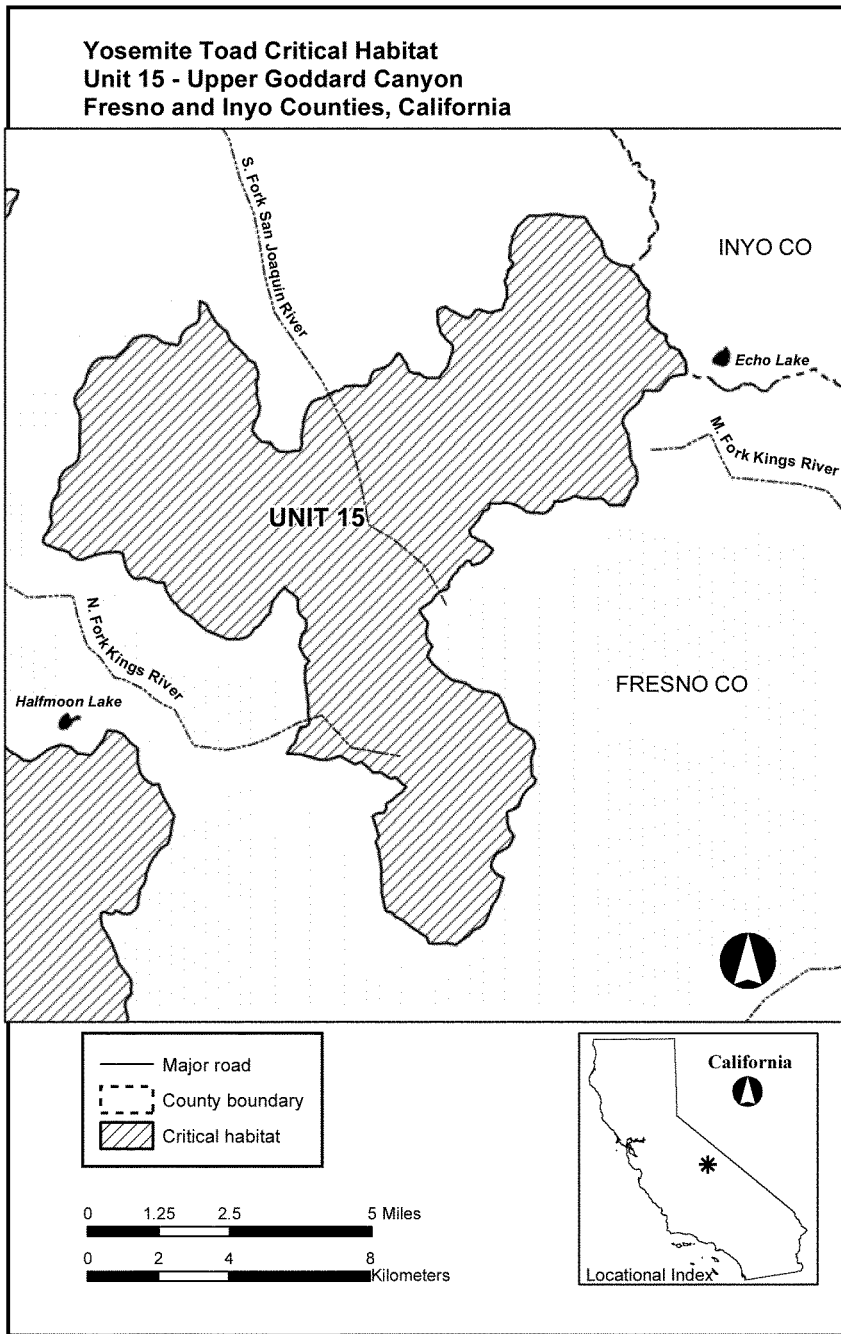 Yosemite Toad Critical Habitat
Unit 15 - Upper Goddard Canyon
Fresno and Inyo Counties, California
S. Fork San Joaquin River
INYO CO
Echo Lake
M. Fork Kings River
UNIT 15
N. Fork Kings River
FRESNO CO
Halfmoon Lake
Major road
County boundary
Critical habitat
0 1.25 2.5 5 Miles
0 2 4 8
Kilometers
California
Locational Index